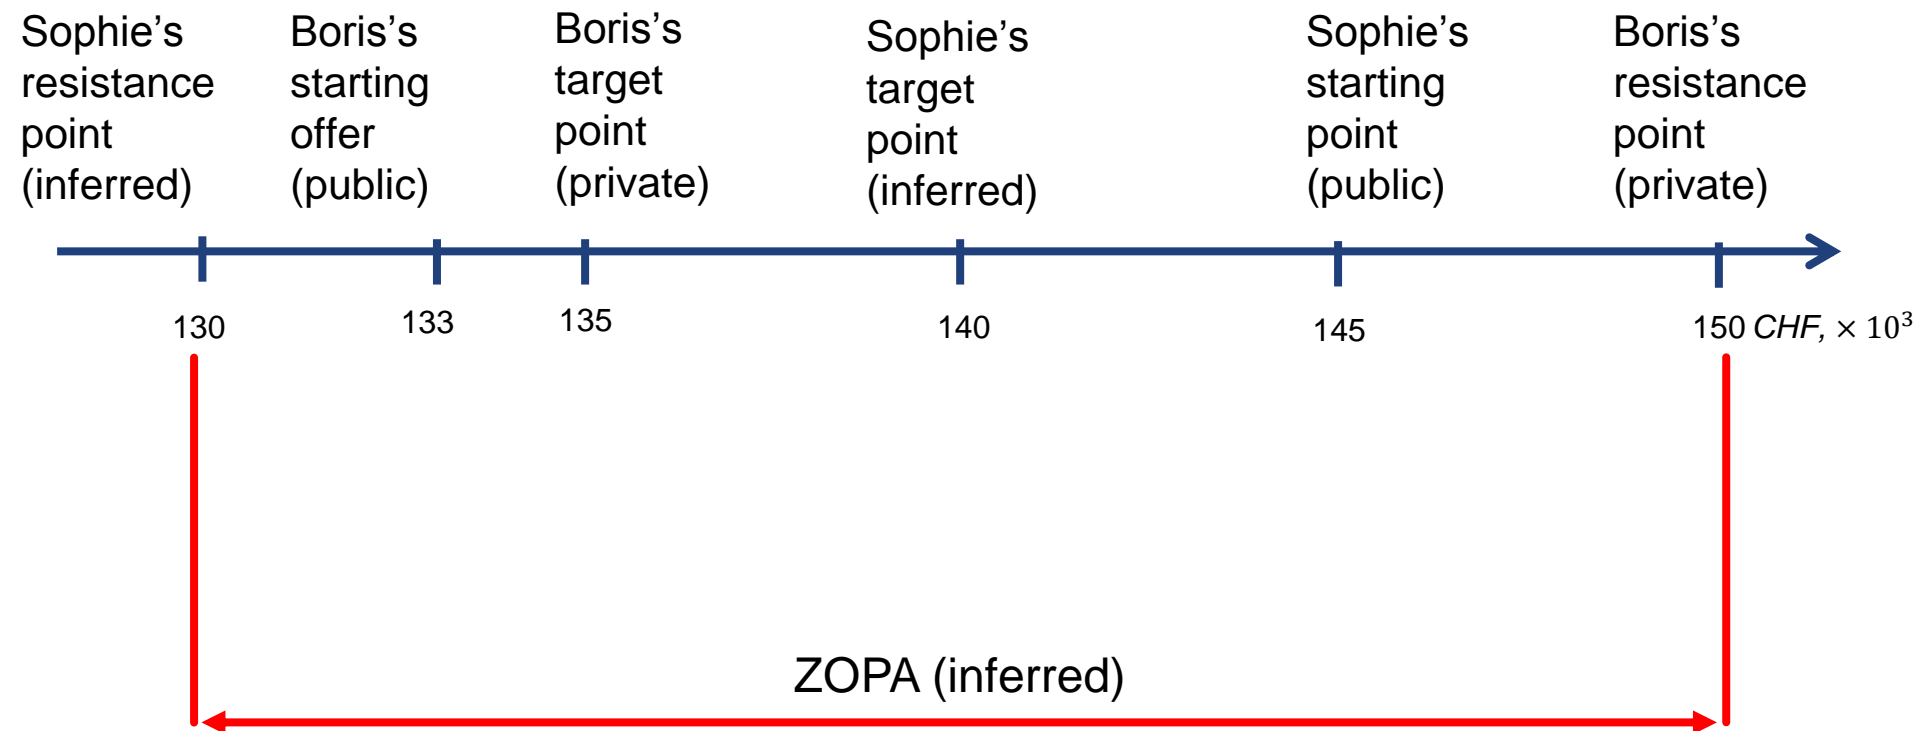 Sophie's
resistance
point
(inferred)
Boris's
starting
offer
(public)
Boris's
target
point
(private)
Sophie's
target
point
(inferred)
Sophie's
starting
point
(public)
Boris's
resistance
point
(private)
130
133
135
140
145
150 CHF, × 10³
ZOPA (inferred)